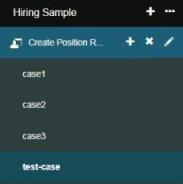 Hiring Sample
Create Position R...
case1
case2
case3
test-case